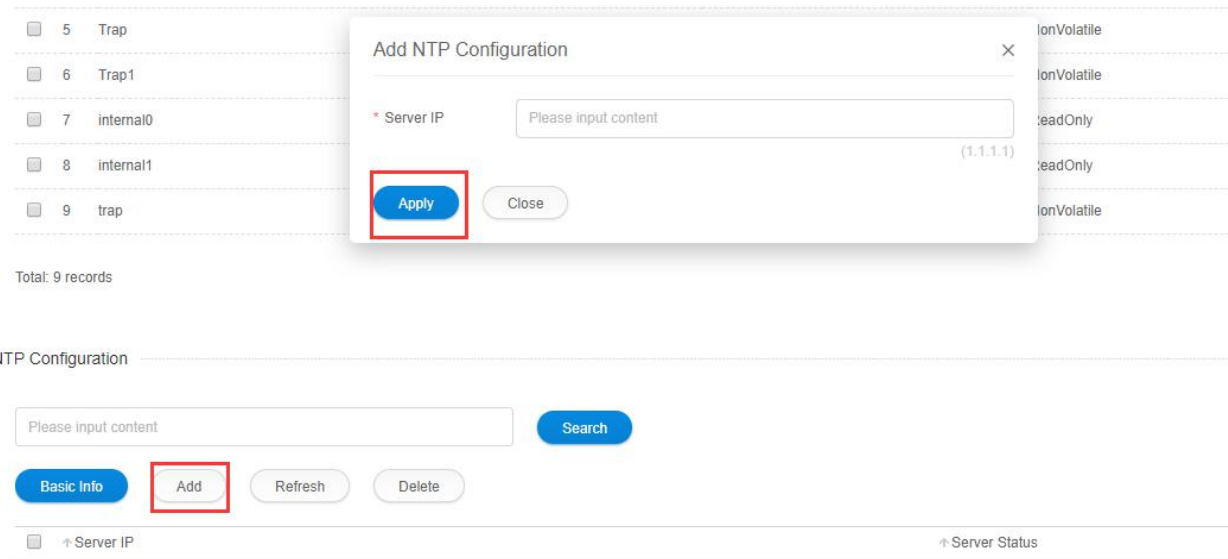 5 Trap
Add NTP Configuration
6 Trap1
7 internal0
* Server IP Please input content
(1.1.1.1)
8 internal1
9 trap
Apply Close
Total: 9 records
Please input content Search
Basic Info Add Refresh Delete
Server IP Server Status